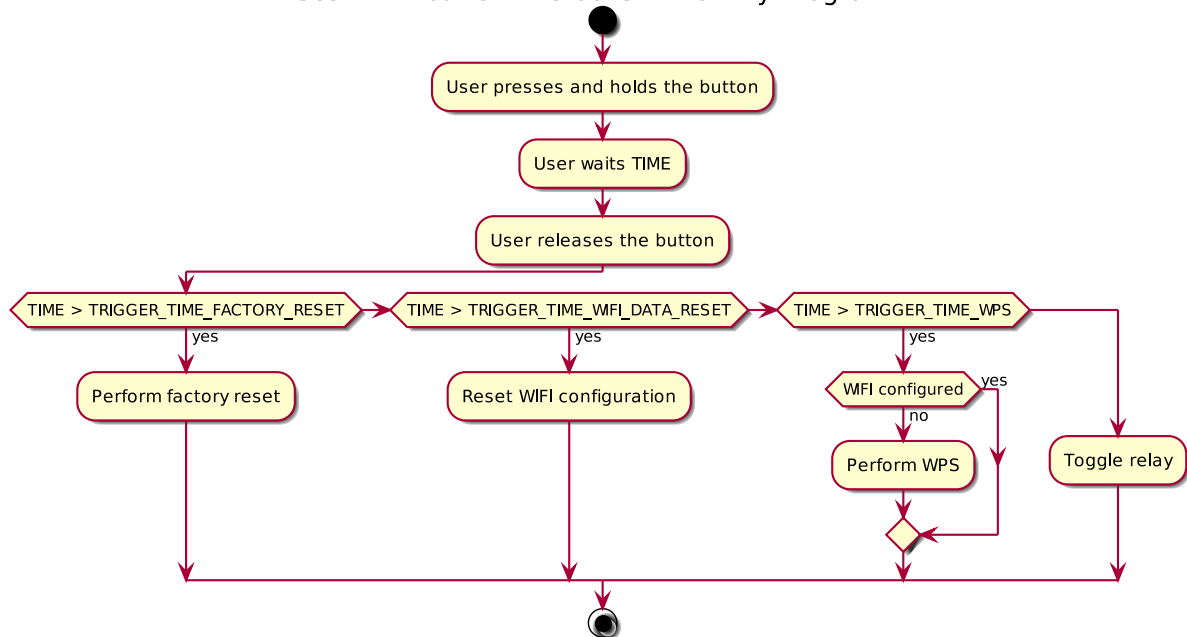 User presses and holds the button
User waits TIME
User releases the button
TIME > TRIGGER_TIME_FACTORY_RESET
TIME > TRIGGER_TIME_WIFI_DATA_RESET
TIME > TRIGGER_TIME_WPS
yes
yes
yes
Perform factory reset
Reset WIFI configuration
WIFI configured
yes
no
Perform WPS
Toggle relay